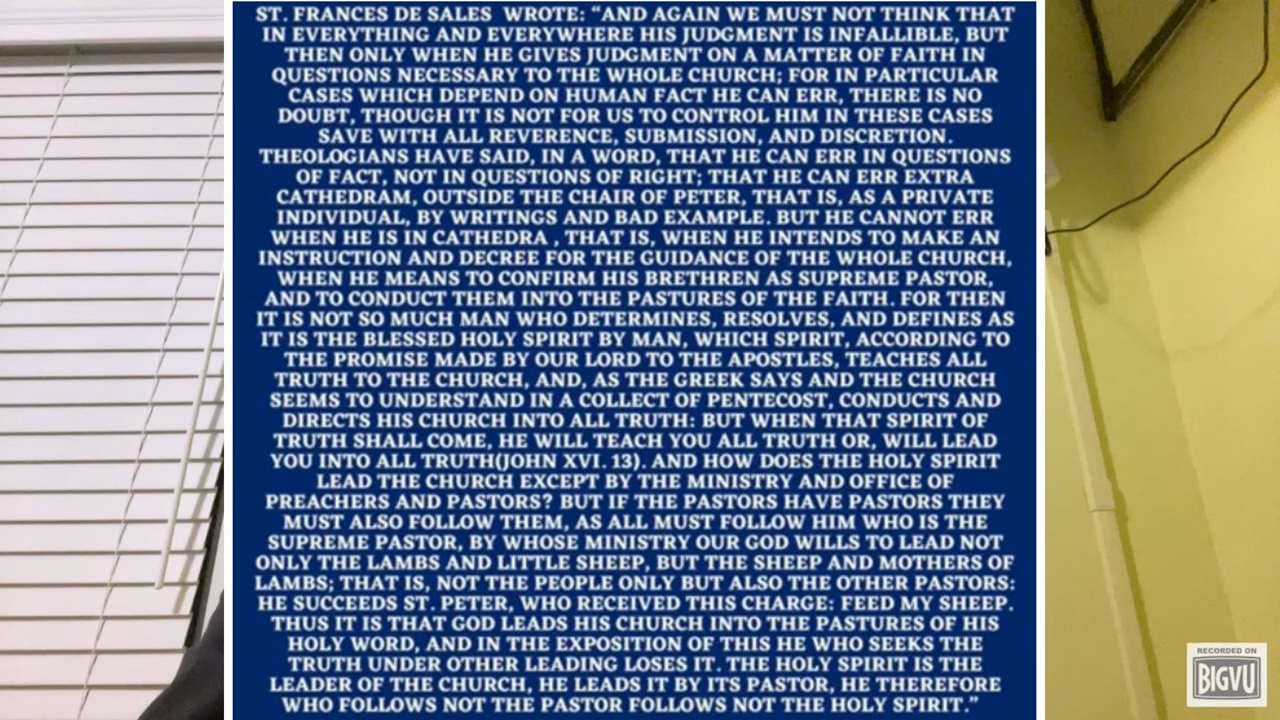 ST. FRANCES DE SALES WROTE: “AND AGAIN WE MUST NOT THINK THAT
IN EVERYTHING AND EVERYWHERE HIS JUDGMENT IS INFALLIBLE, BUT
THEN ONLY WHEN HE GIVES JUDGMENT ON A MATTER OF FAITH IN
QUESTIONS NECESSARY TO THE WHOLE CHURCH; FOR IN PARTICULAR
CASES WHICH DEPEND ON HUMAN FACT HE CAN ERR, THERE IS NO
DOUBT, THOUGH IT IS NOT FOR US TO CONTROL HIM IN THESE CASES
SAVE WITH ALL REVERENCE, SUBMISSION, AND DISCRETION.
THEOLOGIANS HAVE SAID, IN A WORD, THAT HE CAN ERR IN QUESTIONS
OF FACT, NOT IN QUESTIONS OF RIGHT; THAT HE CAN ERR EXTRA
CATHEDRAM, OUTSIDE THE CHAIR OF PETER, THAT IS, AS A PRIVATE
INDIVIDUAL, BY WRITINGS AND BAD EXAMPLE. BUT HE CANNOT ERR
WHEN HE IS IN CATHEDRA , THAT IS, WHEN HE INTENDS TO MAKE AN
INSTRUCTION AND DECREE FOR THE GUIDANCE OF THE WHOLE CHURCH,
WHEN HE MEANS TO CONFIRM HIS BRETHREN AS SUPREME PASTOR,
AND TO CONDUCT THEM INTO THE PASTURES OF THE FAITH. FOR THEN
IT IS NOT SO MUCH MAN WHO DETERMINES, RESOLVES, AND DEFINES AS
IT IS THE BLESSED HOLY SPIRIT BY MAN, WHICH SPIRIT, ACCORDING TO
THE PROMISE MADE BY OUR LORD TO THE APOSTLES, TEACHES ALL
TRUTH TO THE CHURCH, AND, AS THE GREEK SAYS AND THE CHURCH
SEEMS TO UNDERSTAND IN A COLLECT OF PENTECOST, CONDUCTS AND
DIRECTS HIS CHURCH INTO ALL TRUTH: BUT WHEN THAT SPIRIT OF
TRUTH SHALL COME, HE WILL TEACH YOU ALL TRUTH OR, WILL LEAD
YOU INTO ALL TRUTH(JOHN XVI. 13). AND HOW DOES THE HOLY SPIRIT
LEAD THE CHURCH EXCEPT BY THE MINISTRY AND OFFICE OF
PREACHERS AND PASTORS? BUT IF THE PASTORS HAVE PASTORS THEY
MUST ALSO FOLLOW THEM, AS ALL MUST FOLLOW HIM WHO IS THE
SUPREME PASTOR, BY WHOSE MINISTRY OUR GOD WILLS TO LEAD NOT
ONLY THE LAMBS AND LITTLE SHEEP, BUT THE SHEEP AND MOTHERS OF
LAMBS; THAT IS, NOT THE PEOPLE ONLY BUT ALSO THE OTHER PASTORS:
HE SUCCEEDS ST. PETER, WHO RECEIVED THIS CHARGE: FEED MY SHEEP.
THUS IT IS THAT GOD LEADS HIS CHURCH INTO THE PASTURES OF HIS
HOLY WORD, AND IN THE EXPOSITION OF THIS HE WHO SEEKS THE
TRUTH UNDER OTHER LEADING LOSES IT. THE HOLY SPIRIT IS THE
LEADER OF THE CHURCH, HE LEADS IT BY ITS PASTOR, HE THEREFORE
WHO FOLLOWS NOT THE PASTOR FOLLOWS NOT THE HOLY SPIRIT.”
RECORDED ON
BIGVU